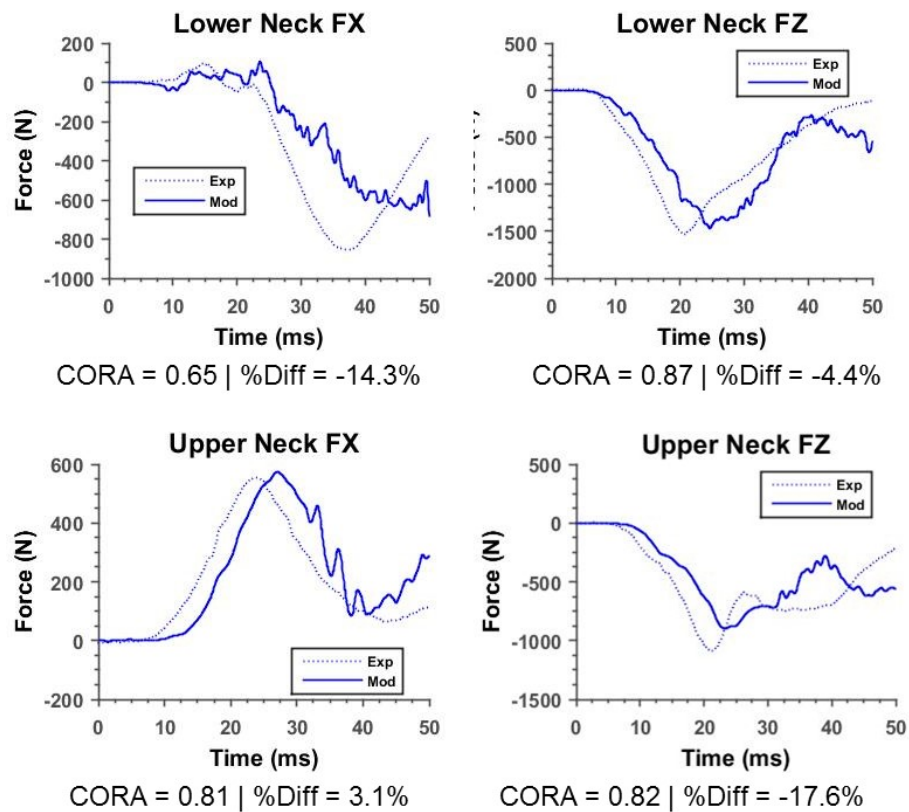 Lower Neck FX
200
0
-200
-400
-600
-800
-1000
Force (N)
Exp
Mod
0 10 20 30 40 50
Time (ms)
CORA = 0.65 | %Diff = -14.3%
Lower Neck FZ
500
0
-500
-1000
-1500
-2000
Exp
Mod
0 10 20 30 40 50
Time (ms)
CORA = 0.87 | %Diff = -4.4%
Upper Neck FX
600
400
200
0
-200
Force (N)
Exp
Mod
0 10 20 30 40 50
Time (ms)
CORA = 0.81 | %Diff = 3.1%
Upper Neck FZ
500
0
-500
-1000
-1500
Force (N)
Exp
Mod
0 10 20 30 40 50
Time (ms)
CORA = 0.82 | %Diff = -17.6%